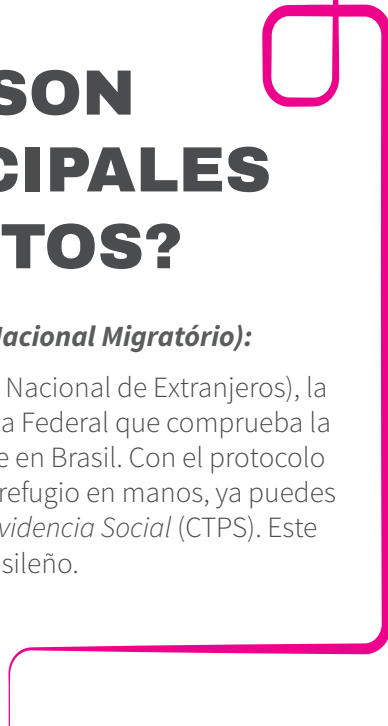 SON
CIPALES
TOS?
Nacional Migratório):
Nacional de Extranjeros), la
a Federal que comprueba la
e en Brasil. Con el protocolo
refugio en manos, ya puedes
videncia Social (CTPS). Este
sileño.